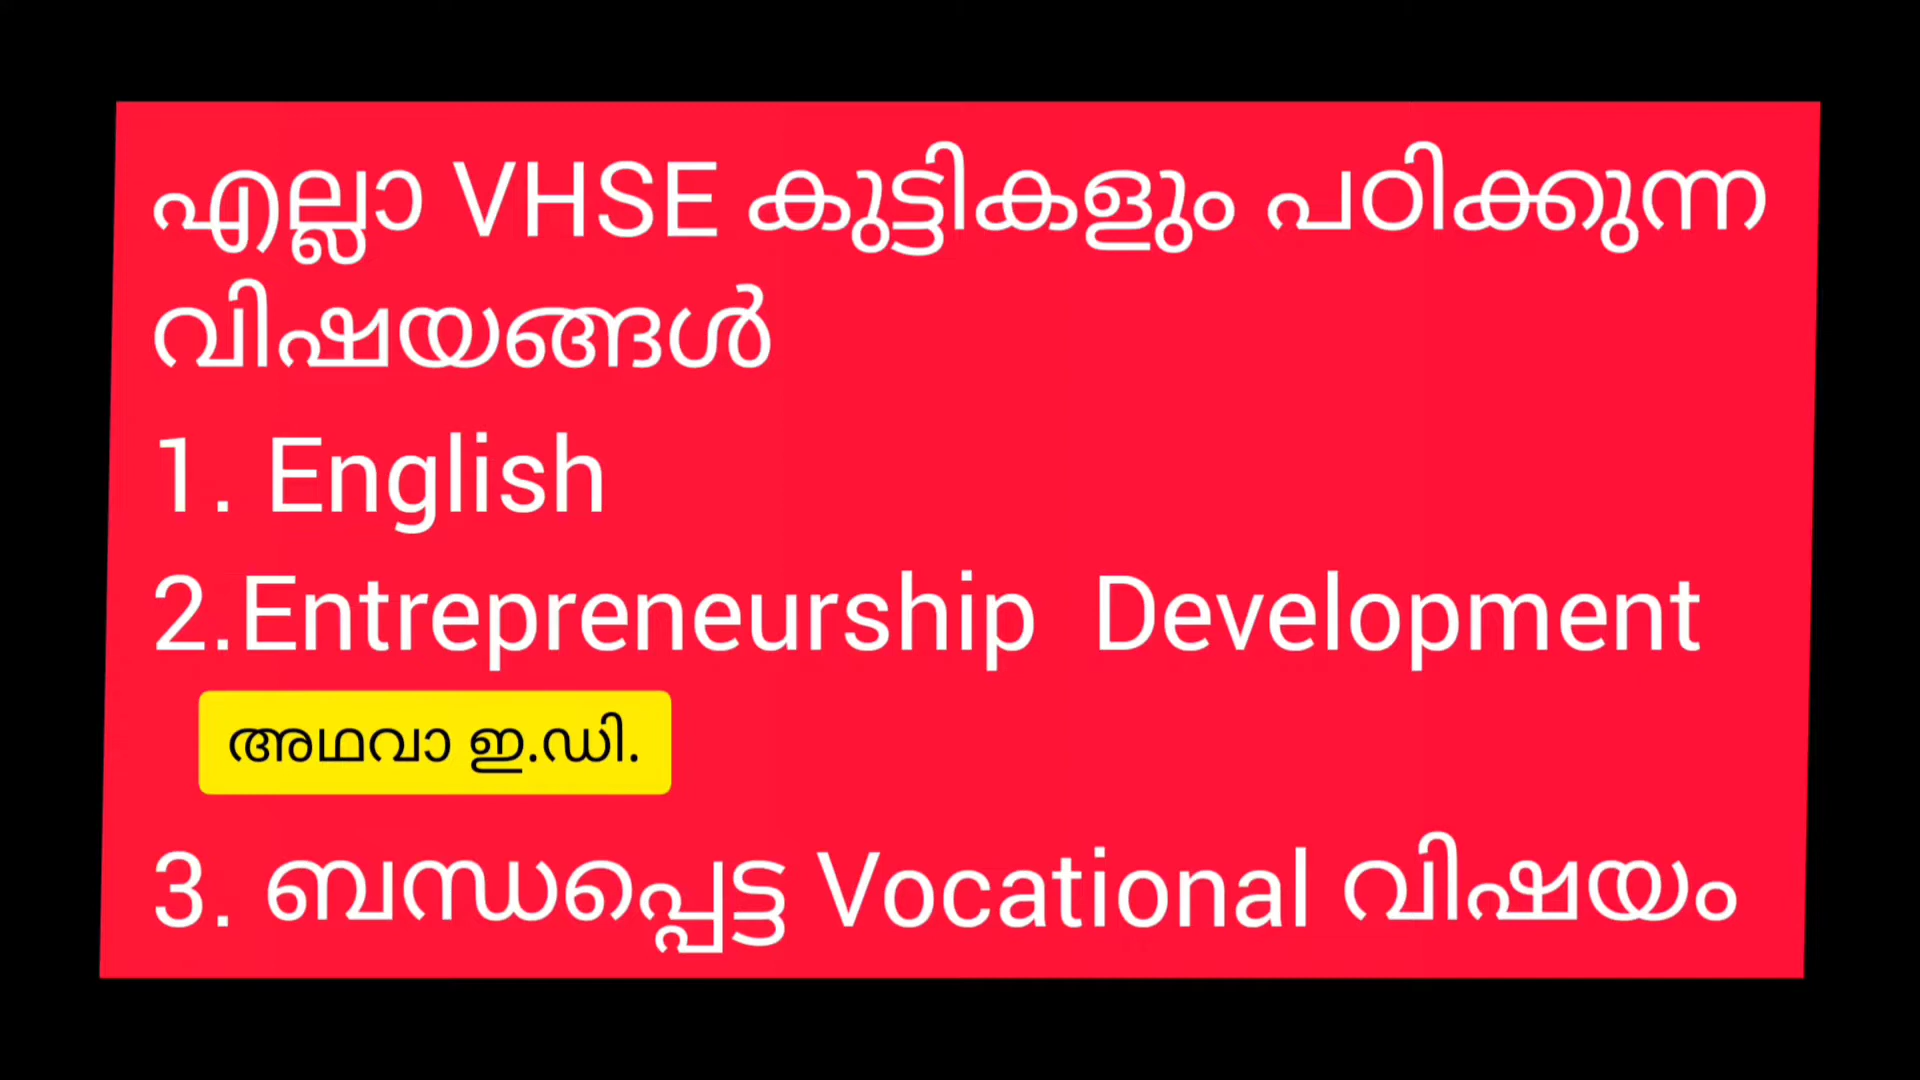 എല്ലാ VHSE കുട്ടികളും പഠിക്കുന്ന
വിഷയങ്ങൾ
1. English
2.Entrepreneurship Development
അഥവാ ഇ.ഡി.
3. ബന്ധപ്പെട്ട Vocational വിഷയം